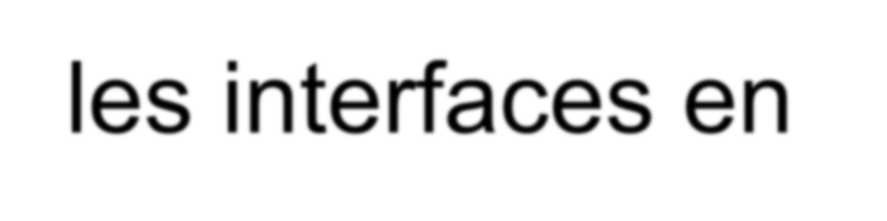 les interfaces en